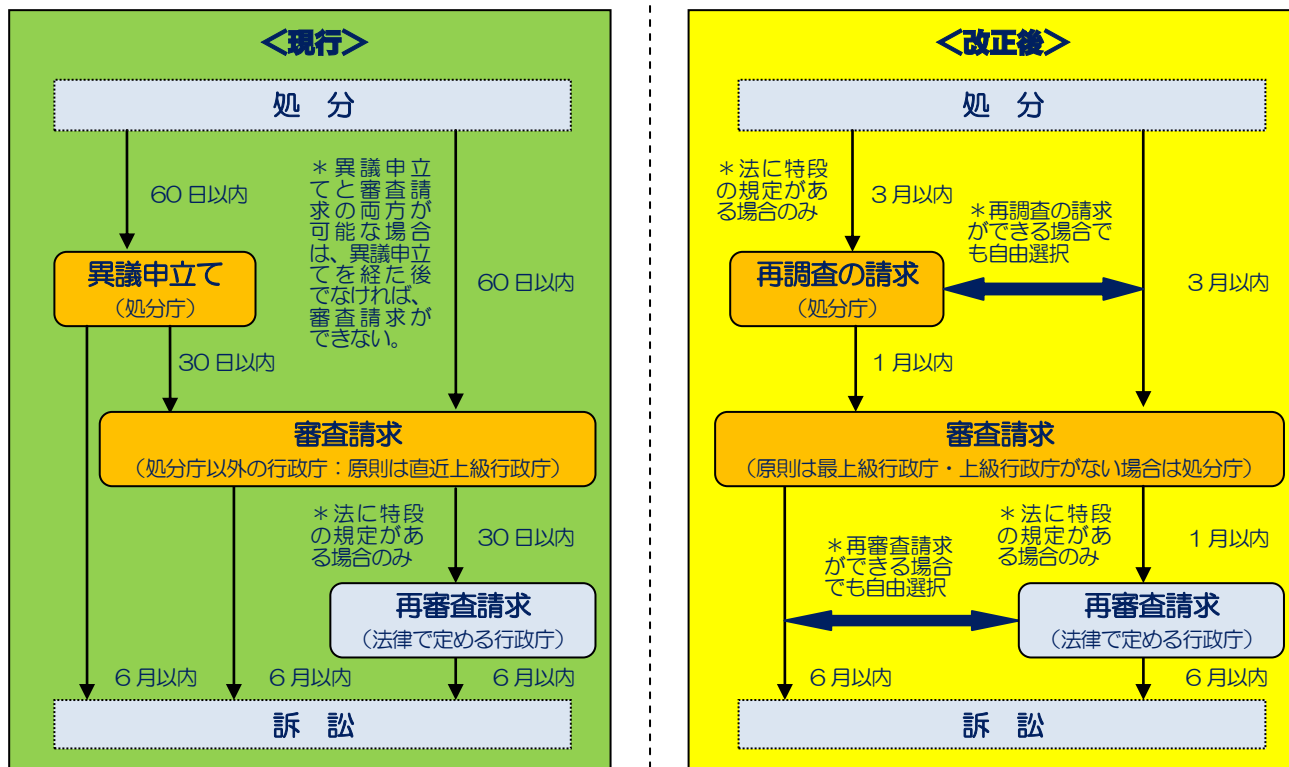 ＜現行＞
処 分
60 日以内
＊異議申立
てと審査請
求の両方が
可能な場合
は、異議申立
てを経た後
でなければ、
審査請求が
できない。
60 日以内
異議申立て
（処分庁）
30 日以内
審査請求
（処分庁以外の行政庁：原則は直近上級行政庁）
＊法に特段
の規定があ
る場合のみ
30 日以内
再審査請求
（法律で定める行政庁）
6 月以内
6 月以内
6 月以内
訴 訟
＜改正後＞
処 分
＊法に特段
の規定があ
る場合のみ
3 月以内
＊再調査の請求
ができる場合で
も自由選択
3 月以内
再調査の請求
（処分庁）
1 月以内
審査請求
（原則は最上級行政庁・上級行政庁がない場合は処分庁）
＊再審査請求
ができる場合
でも自由選択
＊法に特段
の規定があ
る場合のみ
1 月以内
再審査請求
（法律で定める行政庁）
6 月以内
6 月以内
訴 訟